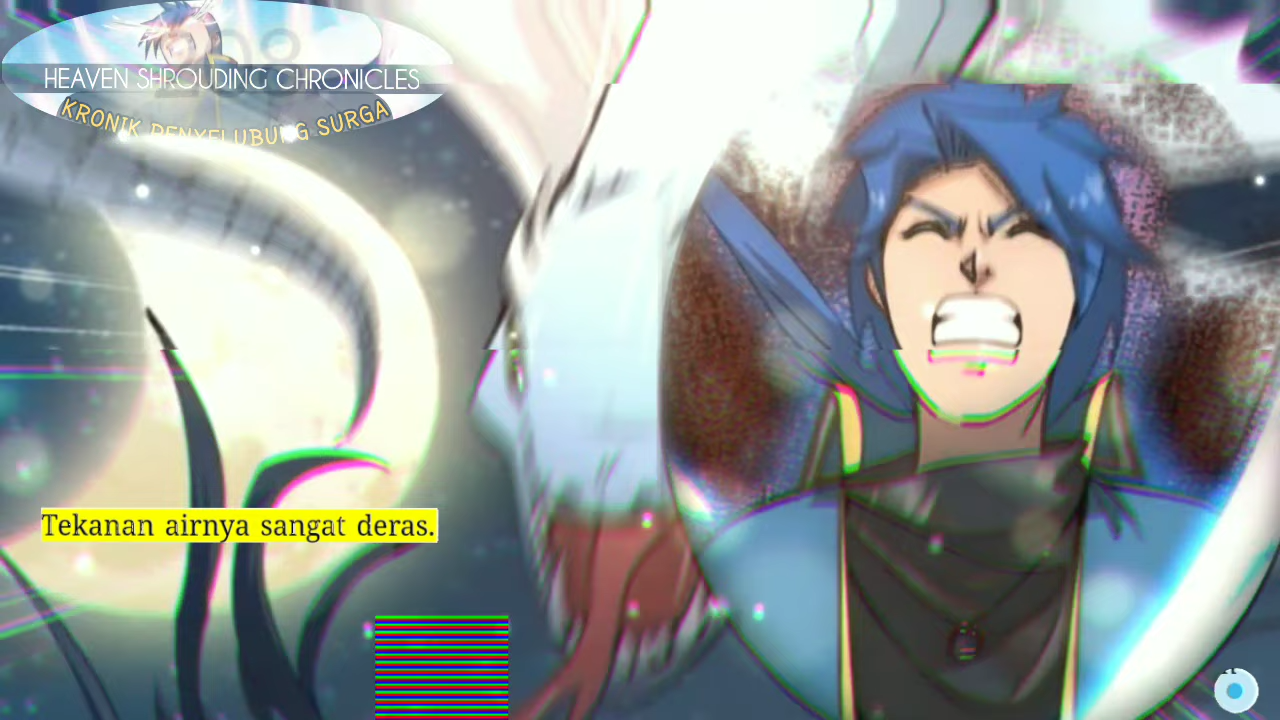 HEAVEN SHROUDING CHRONICLES
KRONIK PENYELUBUNG SURGA
Tekanan airnya sangat deras.